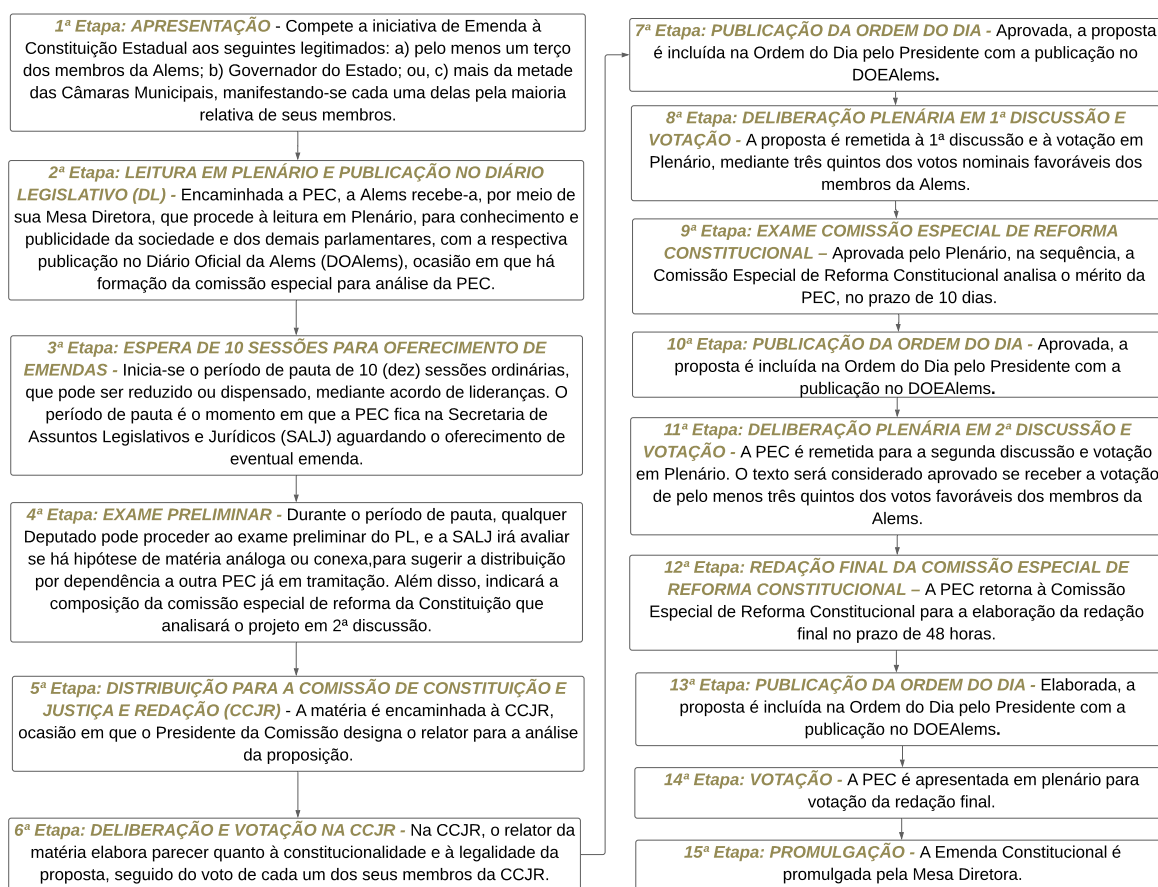 1ª Etapa: APRESENTAÇÃO - Compete a iniciativa de Emenda à
Constituição Estadual aos seguintes legitimados: a) pelo menos um terço
dos membros da Alems; b) Governador do Estado; ou, c) mais da metade
das Câmaras Municipais, manifestando-se cada uma delas pela maioria
relativa de seus membros.
2ª Etapa: LEITURA EM PLENÁRIO E PUBLICAÇÃO NO DIÁRIO
LEGISLATIVO (DL) - Encaminhada a PEC, a Alems recebe-a, por meio de
sua Mesa Diretora, que procede à leitura em Plenário, para conhecimento e
publicidade da sociedade e dos demais parlamentares, com a respectiva
publicação no Diário Oficial da Alems (DOAlems), ocasião em que há
formação da comissão especial para análise da PEC.
3ª Etapa: ESPERA DE 10 SESSÕES PARA OFERECIMENTO DE
EMENDAS - Inicia-se o período de pauta de 10 (dez) sessões ordinárias,
que pode ser reduzido ou dispensado, mediante acordo de lideranças. O
período de pauta é o momento em que a PEC fica na Secretaria de
Assuntos Legislativos e Jurídicos (SALJ) aguardando o oferecimento de
eventual emenda.
4ª Etapa: EXAME PRELIMINAR - Durante o período de pauta, qualquer
Deputado pode proceder ao exame preliminar do PL, e a SALJ irá avaliar
se há hipótese de matéria análoga ou conexa,para sugerir a distribuição
por dependência a outra PEC já em tramitação. Além disso, indicará a
composição da comissão especial de reforma da Constituição que
analisará o projeto em 2ª discussão.
5ª Etapa: DISTRIBUIÇÃO PARA A COMISSÃO DE CONSTITUIÇÃO E
JUSTIÇA E REDAÇÃO (CCJR) - A matéria é encaminhada à CCJR,
ocasião em que o Presidente da Comissão designa o relator para a análise
da proposição.
6ª Etapa: DELIBERAÇÃO E VOTAÇÃO NA CCJR - Na CCJR, o relator da
matéria elabora parecer quanto à constitucionalidade e à legalidade da
proposta, seguido do voto de cada um dos seus membros da CCJR.
7ª Etapa: PUBLICAÇÃO DA ORDEM DO DIA - Aprovada, a proposta
é incluída na Ordem do Dia pelo Presidente com a publicação no
DOEAlems.
8ª Etapa: DELIBERAÇÃO PLENÁRIA EM 1ª DISCUSSÃO E
VOTAÇÃO - A proposta é remetida à 1ª discussão e à votação em
Plenário, mediante três quintos dos votos nominais favoráveis dos
membros da Alems.
9ª Etapa: EXAME COMISSÃO ESPECIAL DE REFORMA
CONSTITUCIONAL – Aprovada pelo Plenário, na sequência, a
Comissão Especial de Reforma Constitucional analisa o mérito da
PEC, no prazo de 10 dias.
10ª Etapa: PUBLICAÇÃO DA ORDEM DO DIA - Aprovada, a
proposta é incluída na Ordem do Dia pelo Presidente com a
publicação no DOEAlems.
11ª Etapa: DELIBERAÇÃO PLENÁRIA EM 2ª DISCUSSÃO E
VOTAÇÃO - A PEC é remetida para a segunda discussão e votação
em Plenário. O texto será considerado aprovado se receber a votação
de pelo menos três quintos dos votos favoráveis dos membros da
Alems.
12ª Etapa: REDAÇÃO FINAL DA COMISSÃO ESPECIAL DE
REFORMA CONSTITUCIONAL – A PEC retorna à Comissão
Especial de Reforma Constitucional para a elaboração da redação
final no prazo de 48 horas.
13ª Etapa: PUBLICAÇÃO DA ORDEM DO DIA - Elaborada, a
proposta é incluída na Ordem do Dia pelo Presidente com a
publicação no DOEAlems.
14ª Etapa: VOTAÇÃO - A PEC é apresentada em plenário para
votação da redação final.
15ª Etapa: PROMULGAÇÃO - A Emenda Constitucional é
promulgada pela Mesa Diretora.